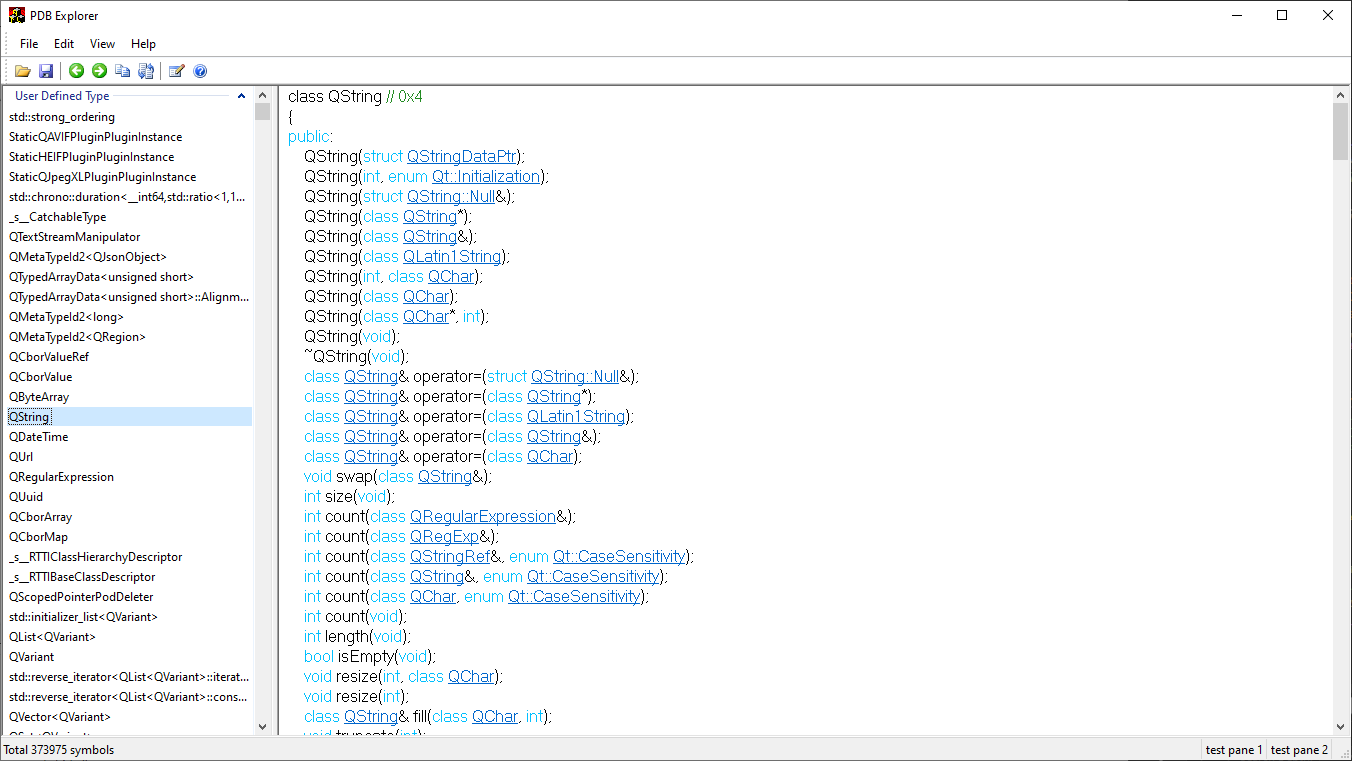 PDB Explorer
File Edit View Help
User Defined Type
std::strong_ordering
StaticQAVIFPluginPluginInstance
StaticHEIFPluginPluginInstance
StaticQJpegXLPluginPluginInstance
std::chrono::duration<__int64,std::ratio<1,1...
_s__CatchableType
QTextStreamManipulator
QMetaTypeId2<QJsonObject>
QTypedArrayData<unsigned short>
QTypedArrayData<unsigned short>::Alignm...
QMetaTypeId2<long>
QMetaTypeId2<QRegion>
QCborValueRef
QCborValue
QByteArray
QString
QDateTime
QUrl
QRegularExpression
QUuid
QCborArray
QCborMap
_s__RTTIClassHierarchyDescriptor
_s__RTTIBaseClassDescriptor
QScopedPointerPodDeleter
std::initializer_list<QVariant>
QList<QVariant>
QVariant
std::reverse_iterator<QList<QVariant>::iterat...
std::reverse_iterator<QList<QVariant>::cons...
QVector<QVariant>
class QString // 0x4
{
public:
QString(struct QStringDataPtr);
QString(int, enum Qt::Initialization);
QString(struct QString::Null&);
QString(class QString*);
QString(class QString&);
QString(class QLatin1String);
QString(int, class QChar);
QString(class QChar);
QString(class QChar*, int);
QString(void);
~QString(void);
class QString& operator=(struct QString::Null&);
class QString& operator=(class QString*);
class QString& operator=(class QLatin1String);
class QString& operator=(class QString&);
class QString& operator=(class QChar);
void swap(class QString&);
int size(void);
int count(class QRegularExpression&);
int count(class QRegExp&);
int count(class QStringRef&, enum Qt::CaseSensitivity);
int count(class QString&, enum Qt::CaseSensitivity);
int count(class QChar, enum Qt::CaseSensitivity);
int count(void);
int length(void);
bool isEmpty(void);
void resize(int, class QChar);
void resize(int);
class QString& fill(class QChar, int);
void truncate(int);
Total 373975 symbols
test pane 1 test pane 2